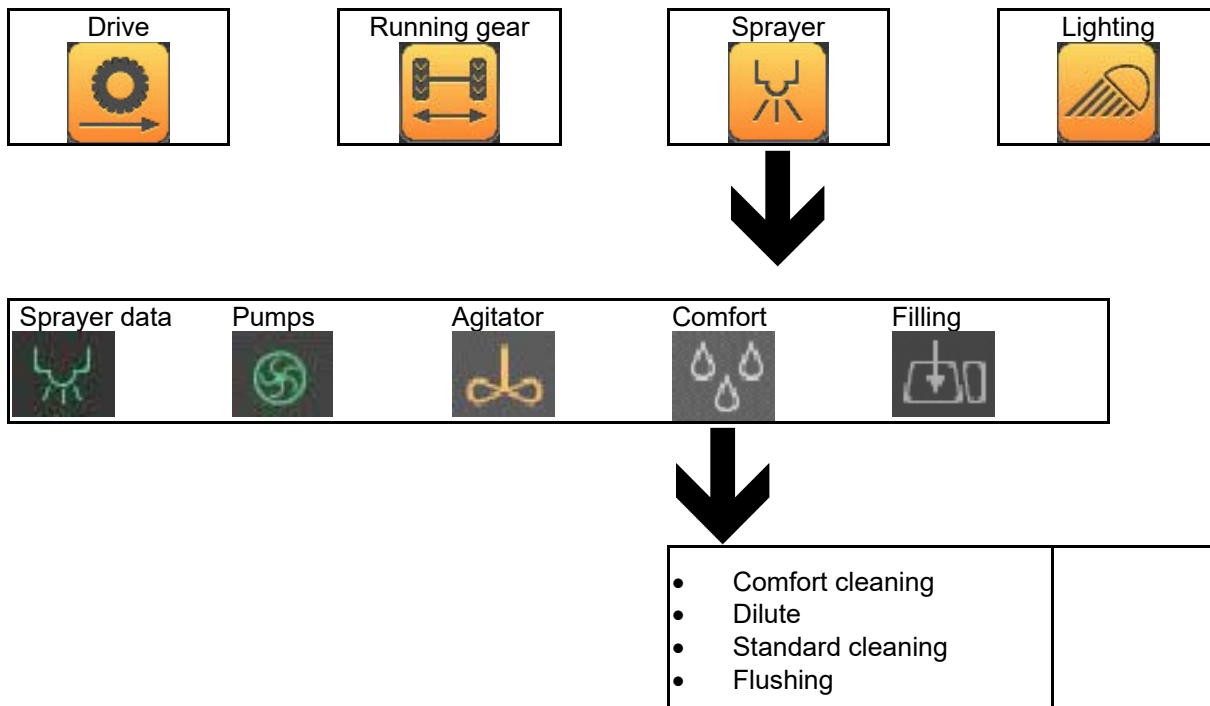 Drive Running gear Sprayer Lighting
Sprayer data Pumps Agitator Comfort Filling
• Comfort cleaning
• Dilute
• Standard cleaning
• Flushing